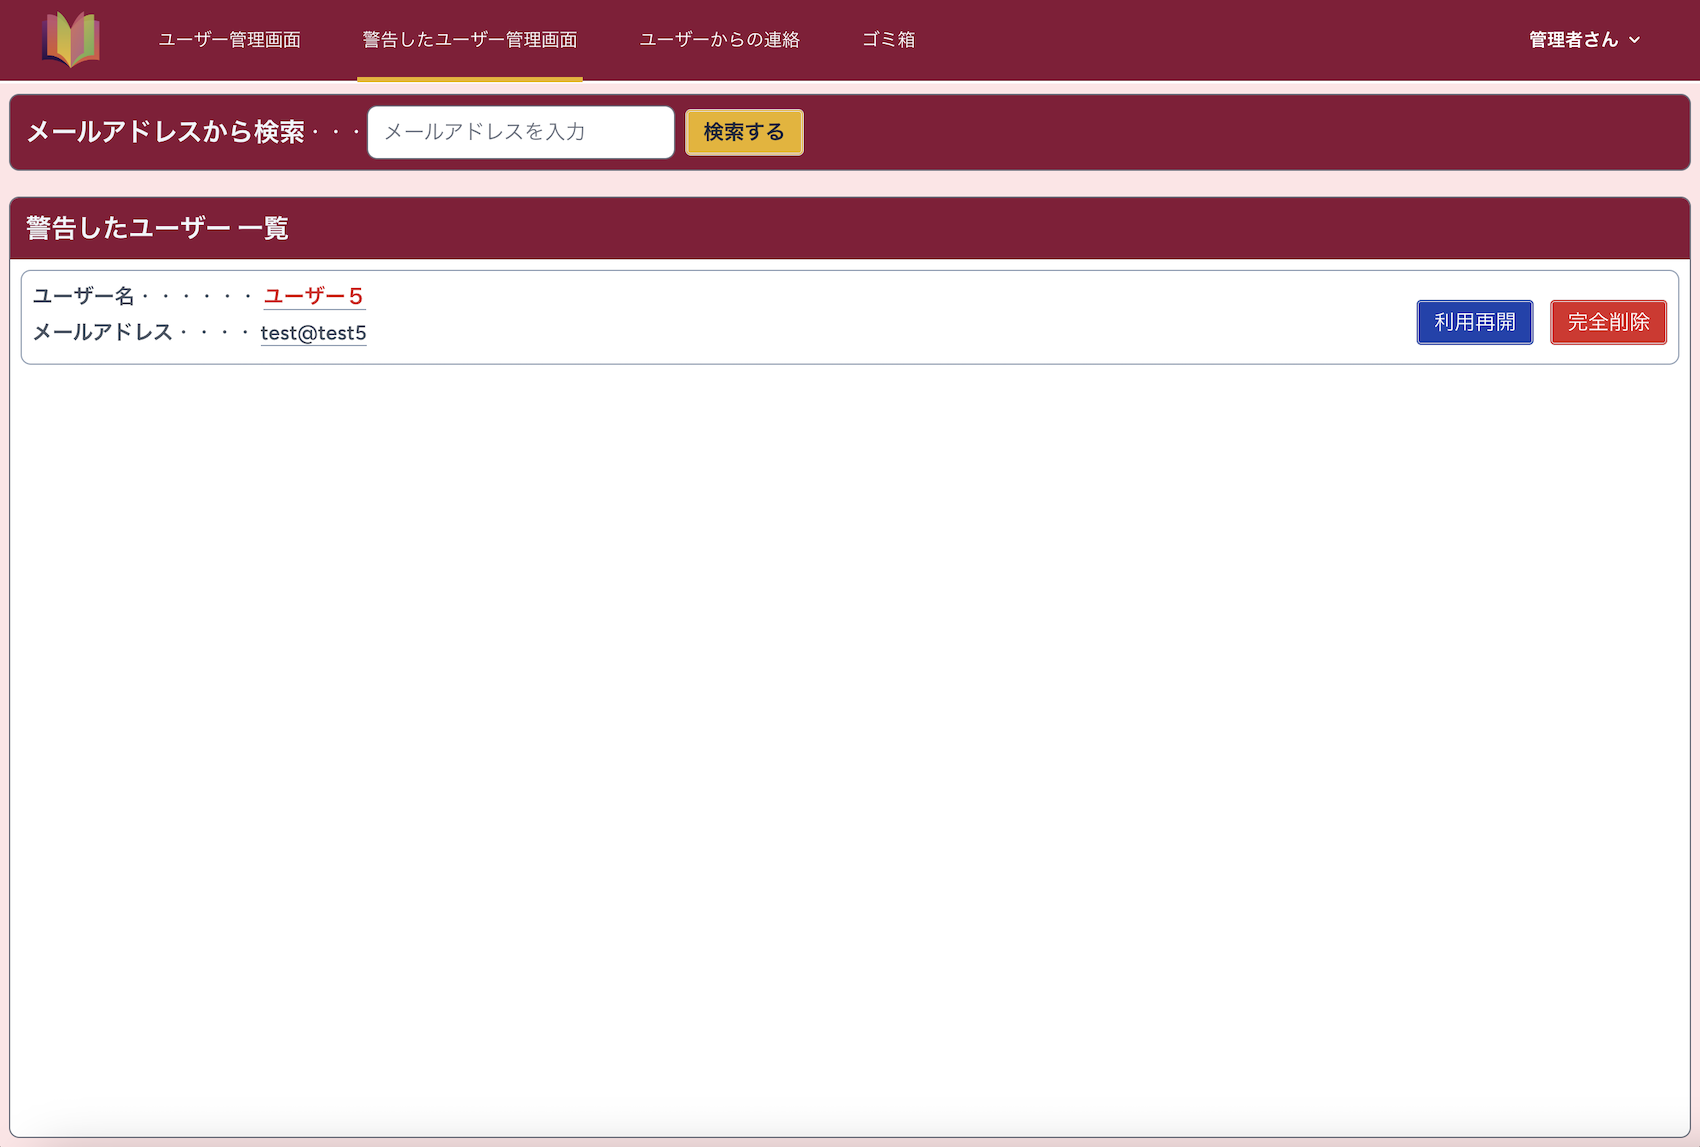 ユーザー管理画面 警告したユーザー管理画面 ユーザーからの連絡 ゴミ箱 管理者さん
メールアドレスから検索・・・ メールアドレスを入力 検索する
警告したユーザー 一覧
ユーザー名・・・・・・ ユーザー５
メールアドレス・・・・ test@test5
利用再開 完全削除